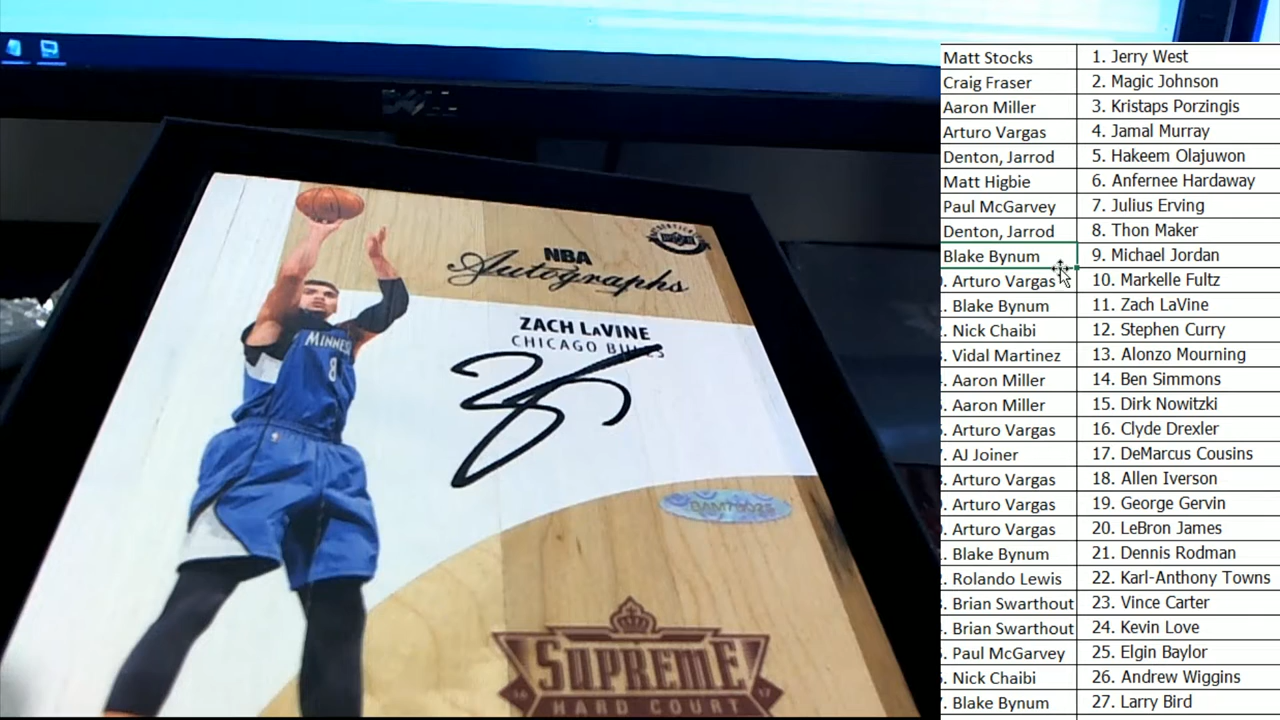 DELL
NBA
Autographs
ZACH LAVINE
CHICAGO BULLS
MINNES
8
SUPREME
16
17
HARD COURT
Matt Stocks 1. Jerry West
Craig Fraser 2. Magic Johnson
Aaron Miller 3. Kristaps Porzingis
Arturo Vargas 4. Jamal Murray
Denton, Jarrod 5. Hakeem Olajuwon
Matt Higbie 6. Anfernee Hardaway
Paul McGarvey 7. Julius Erving
Denton, Jarrod 8. Thon Maker
Blake Bynum 9. Michael Jordan
. Arturo Vargas 10. Markelle Fultz
. Blake Bynum 11. Zach LaVine
. Nick Chaibi 12. Stephen Curry
. Vidal Martinez 13. Alonzo Mourning
. Aaron Miller 14. Ben Simmons
. Aaron Miller 15. Dirk Nowitzki
. Arturo Vargas 16. Clyde Drexler
. AJ Joiner 17. DeMarcus Cousins
. Arturo Vargas 18. Allen Iverson
. Arturo Vargas 19. George Gervin
. Arturo Vargas 20. LeBron James
. Blake Bynum 21. Dennis Rodman
. Rolando Lewis 22. Karl-Anthony Towns
. Brian Swarthout 23. Vince Carter
. Brian Swarthout 24. Kevin Love
. Paul McGarvey 25. Elgin Baylor
. Nick Chaibi 26. Andrew Wiggins
. Blake Bynum 27. Larry Bird